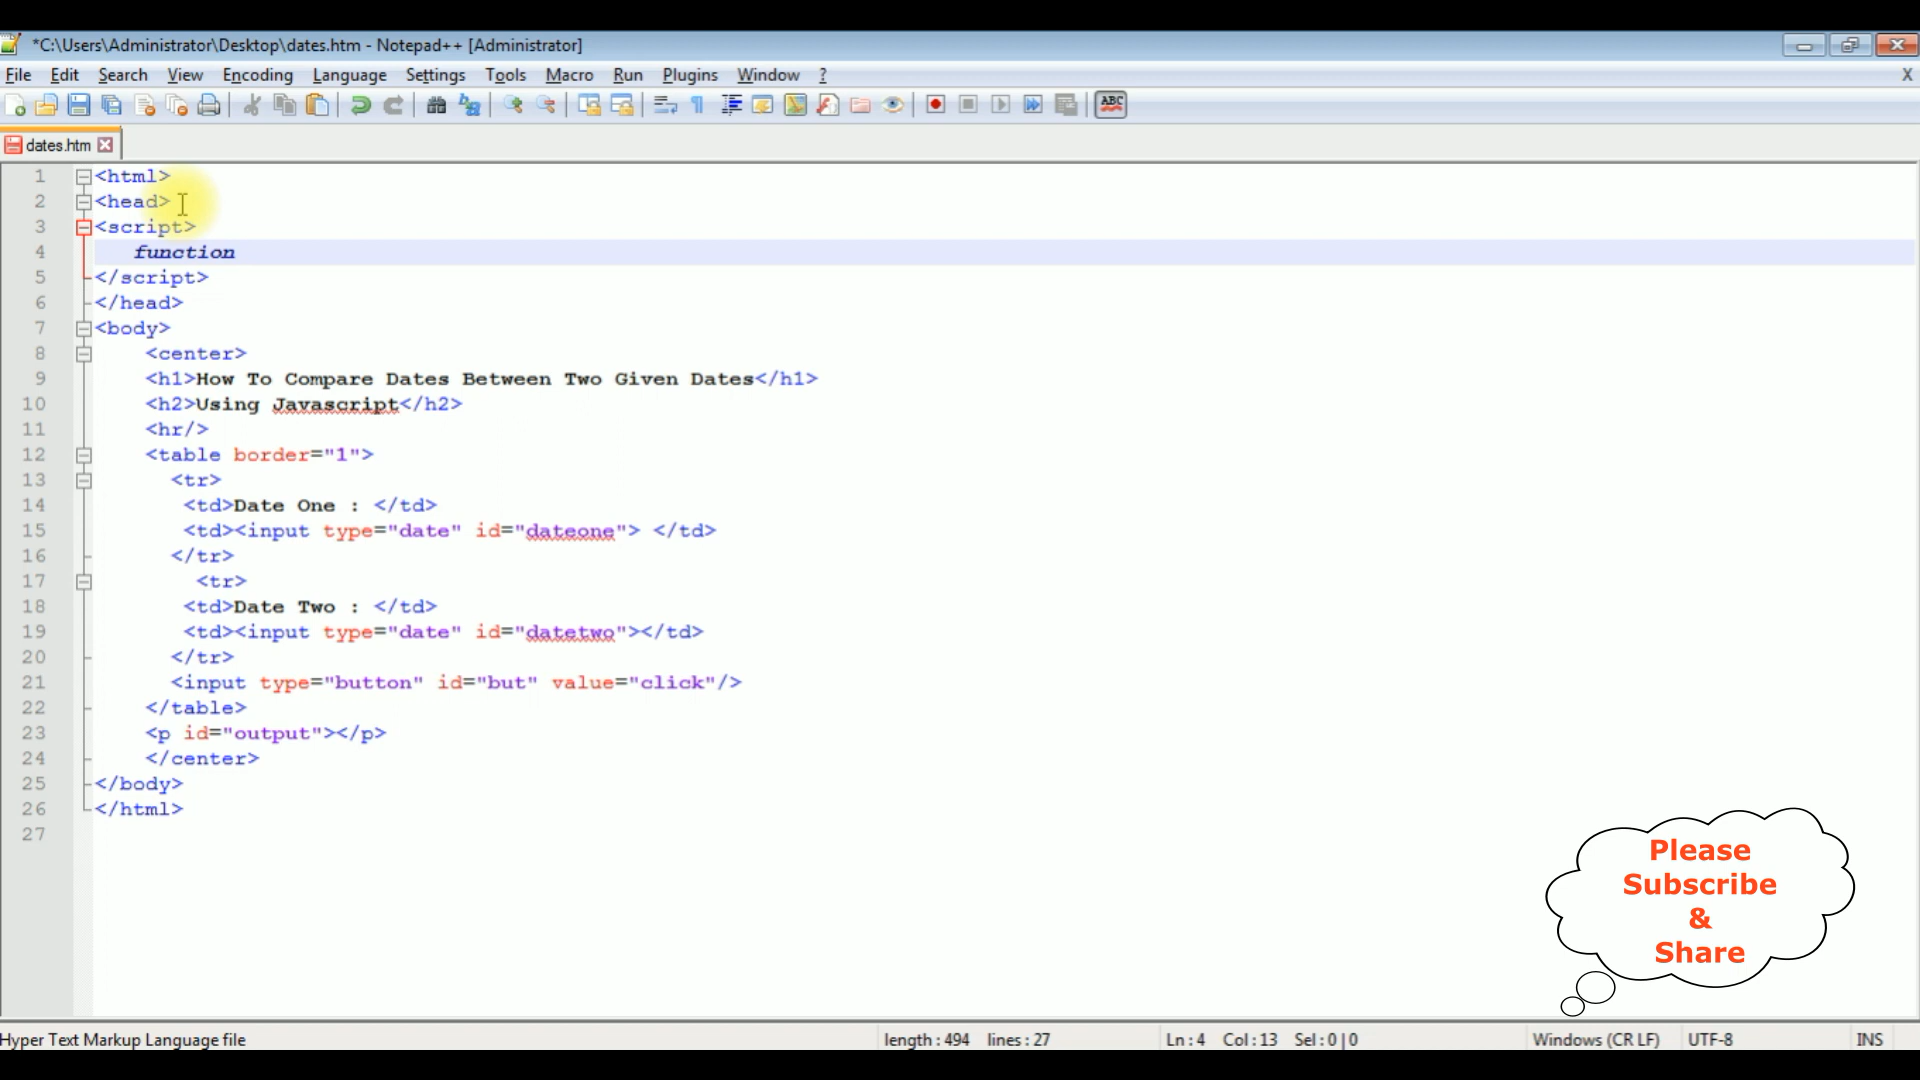 *C:\Users\Administrator\Desktop\dates.htm - Notepad++ [Administrator]
File Edit Search View Encoding Language Settings Tools Macro Run Plugins Window ? X
ABC
dates.htm
1 <html>
2 <head>
3 <script>
4 function
5 </script>
6 </head>
7 <body>
8 <center>
9 <h1>How To Compare Dates Between Two Given Dates</h1>
10 <h2>Using Javascript</h2>
11 <hr/>
12 <table border="1">
13 <tr>
14 <td>Date One : </td>
15 <td><input type="date" id="dateone"> </td>
16 </tr>
17 <tr>
18 <td>Date Two : </td>
19 <td><input type="date" id="datetwo"></td>
20 </tr>
21 <input type="button" id="but" value="click"/>
22 </table>
23 <p id="output"></p>
24 </center>
25 </body>
26 </html>
27
Please
Subscribe
&
Share
Hyper Text Markup Language file length : 494 lines : 27 Ln : 4 Col : 13 Sel : 0 | 0 Windows (CR LF) UTF-8 INS